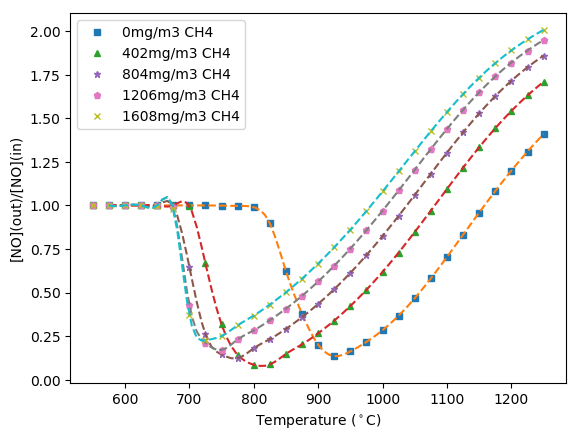 2.00
1.75
1.50
1.25
1.00
0.75
0.50
0.25
0.00
[NO](out)/[NO](in)
0mg/m3 CH4
402mg/m3 CH4
804mg/m3 CH4
1206mg/m3 CH4
1608mg/m3 CH4
600 700 800 900 1000 1100 1200
Temperature (°C)